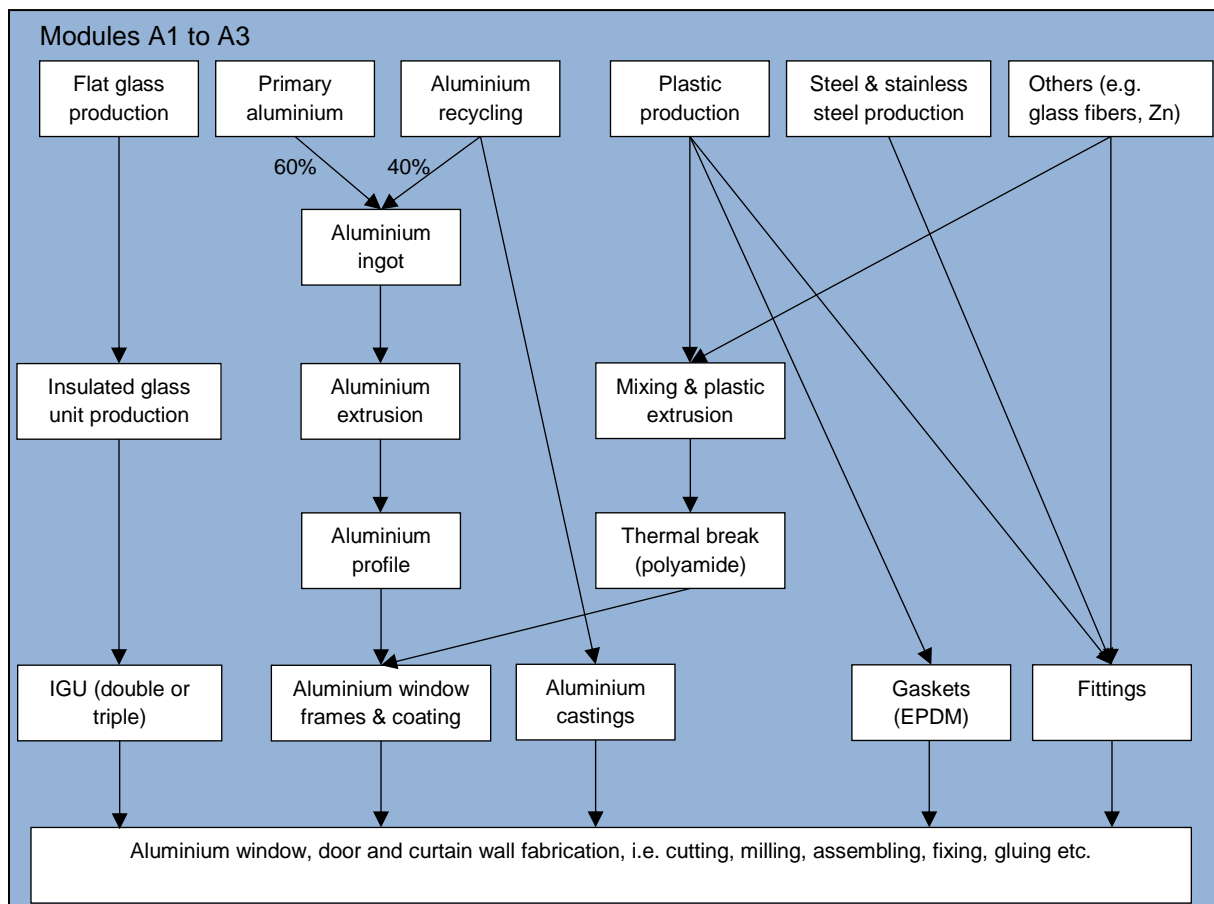 Modules A1 to A3
Flat glass
production
Primary
aluminium
Aluminium
recycling
Plastic
production
Steel & stainless
steel production
Others (e.g.
glass fibers, Zn)
60%
40%
Aluminium
ingot
Insulated glass
unit production
Aluminium
extrusion
Mixing & plastic
extrusion
Aluminium
profile
Thermal break
(polyamide)
IGU (double or
triple)
Aluminium window
frames & coating
Aluminium
castings
Gaskets
(EPDM)
Fittings
Aluminium window, door and curtain wall fabrication, i.e. cutting, milling, assembling, fixing, gluing etc.